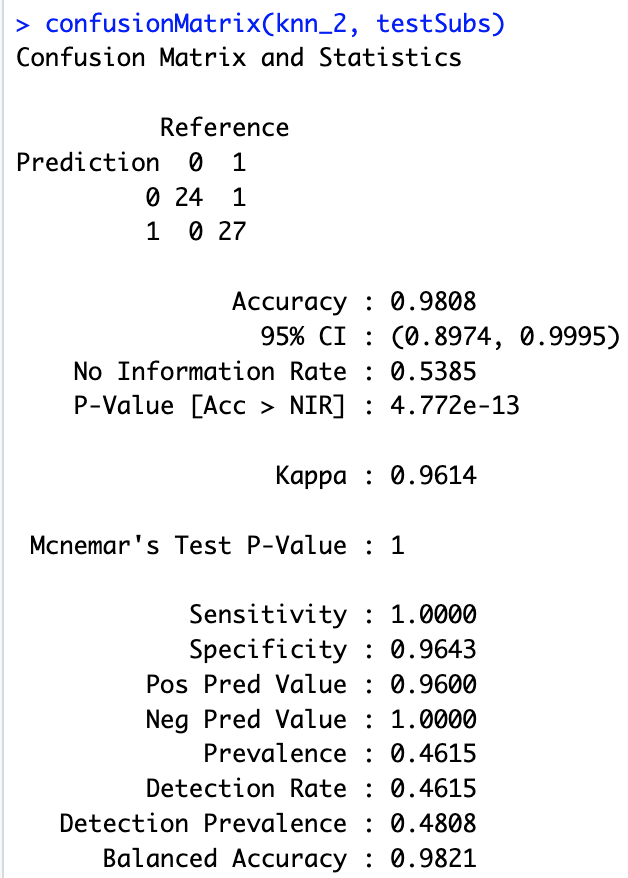 > confusionMatrix(knn_2, testSubs)
Confusion Matrix and Statistics

          Reference
Prediction  0  1
         0 24  1
         1  0 27

               Accuracy : 0.9808
                 95% CI : (0.8974, 0.9995)
    No Information Rate : 0.5385
    P-Value [Acc > NIR] : 4.772e-13

                  Kappa : 0.9614

 Mcnemar's Test P-Value : 1

            Sensitivity : 1.0000
            Specificity : 0.9643
         Pos Pred Value : 0.9600
         Neg Pred Value : 1.0000
             Prevalence : 0.4615
         Detection Rate : 0.4615
   Detection Prevalence : 0.4808
      Balanced Accuracy : 0.9821